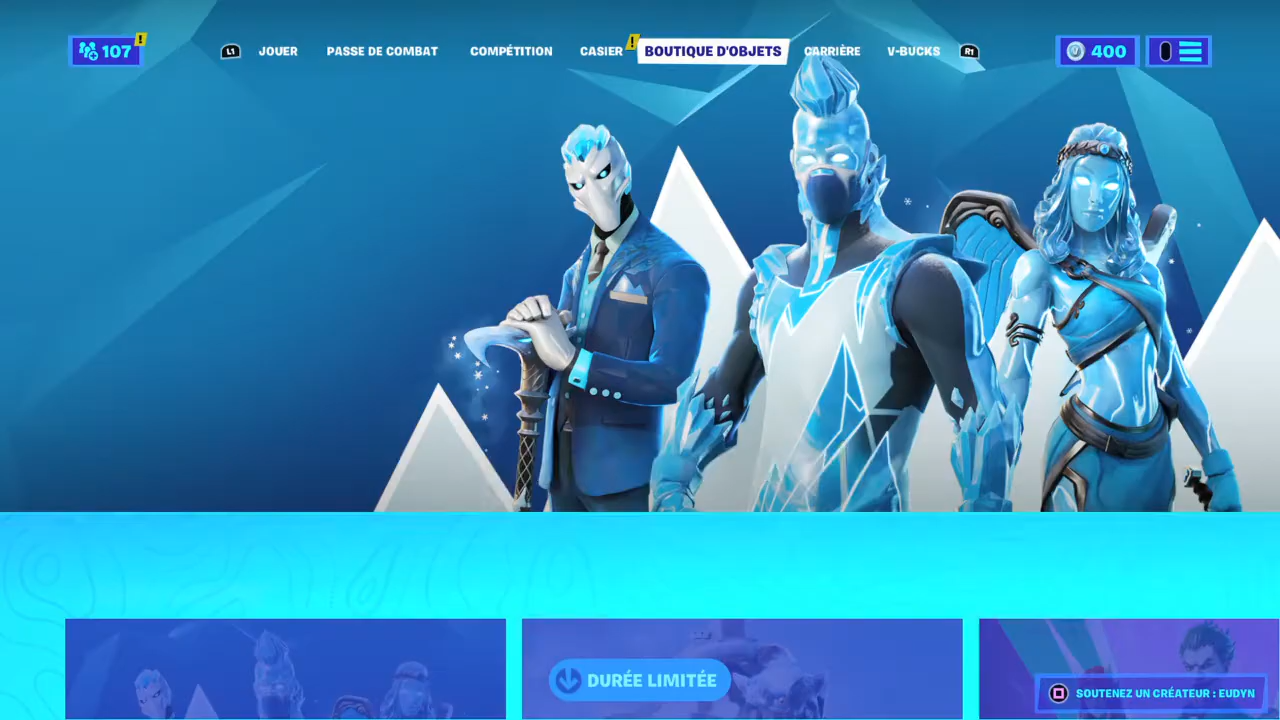 107
!
L1
JOUER
PASSE DE COMBAT
COMPÉTITION
CASIER
!
BOUTIQUE D'OBJETS
CARRIÈRE
V-BUCKS
R1
400
DURÉE LIMITÉE
SOUTENEZ UN CRÉATEUR : EUDYN